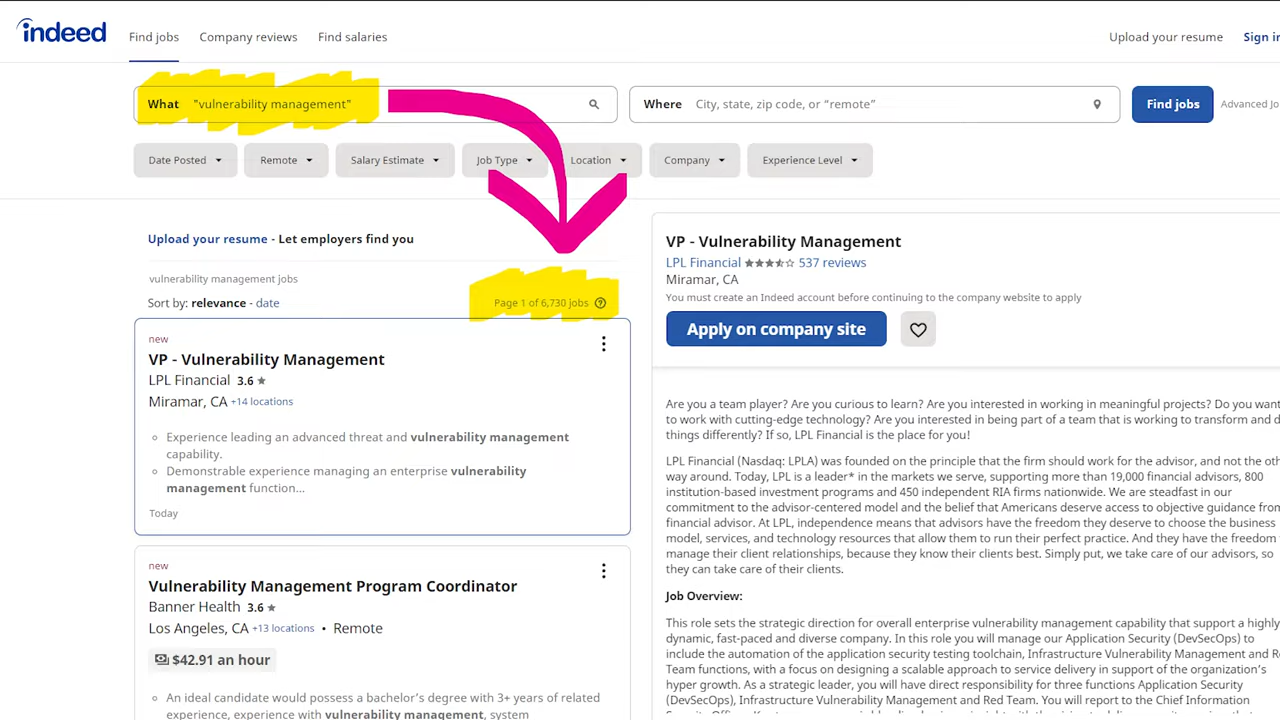 indeed
Find jobs
Company reviews
Find salaries
Upload your resume
Sign in
What "vulnerability management"
Where City, state, zip code, or “remote”
Find jobs
Advanced Jo
Date Posted
Remote
Salary Estimate
Job Type
Location
Company
Experience Level
Upload your resume - Let employers find you
vulnerability management jobs
Sort by: relevance - date
Page 1 of 6,730 jobs
new
VP - Vulnerability Management
LPL Financial 3.6
Miramar, CA +14 locations
Experience leading an advanced threat and vulnerability management
capability.
Demonstrable experience managing an enterprise vulnerability
management function...
Today
new
Vulnerability Management Program Coordinator
Banner Health 3.6
Los Angeles, CA +13 locations • Remote
$42.91 an hour
An ideal candidate would possess a bachelor’s degree with 3+ years of related
experience, experience with vulnerability management, system
VP - Vulnerability Management
LPL Financial 537 reviews
Miramar, CA
You must create an Indeed account before continuing to the company website to apply
Apply on company site
Are you a team player? Are you curious to learn? Are you interested in working in meaningful projects? Do you want
to work with cutting-edge technology? Are you interested in being part of a team that is working to transform and d
things differently? If so, LPL Financial is the place for you!
LPL Financial (Nasdaq: LPLA) was founded on the principle that the firm should work for the advisor, and not the oth
way around. Today, LPL is a leader* in the markets we serve, supporting more than 19,000 financial advisors, 800
institution-based investment programs and 450 independent RIA firms nationwide. We are steadfast in our
commitment to the advisor-centered model and the belief that Americans deserve access to objective guidance from
financial advisor. At LPL, independence means that advisors have the freedom they deserve to choose the business
model, services, and technology resources that allow them to run their perfect practice. And they have the freedom
manage their client relationships, because they know their clients best. Simply put, we take care of our advisors, so
they can take care of their clients.
Job Overview:
This role sets the strategic direction for overall enterprise vulnerability management capability that support a highly
dynamic, fast-paced and diverse company. In this role you will manage our Application Security (DevSecOps) to
include the automation of the application security testing toolchain, Infrastructure Vulnerability Management and Re
Team functions, with a focus on designing a scalable approach to service delivery in support of the organization’s
hyper growth. As a strategic leader, you will have direct responsibility for three functions Application Security
(DevSecOps), Infrastructure Vulnerability Management and Red Team. You will report to the Chief Information